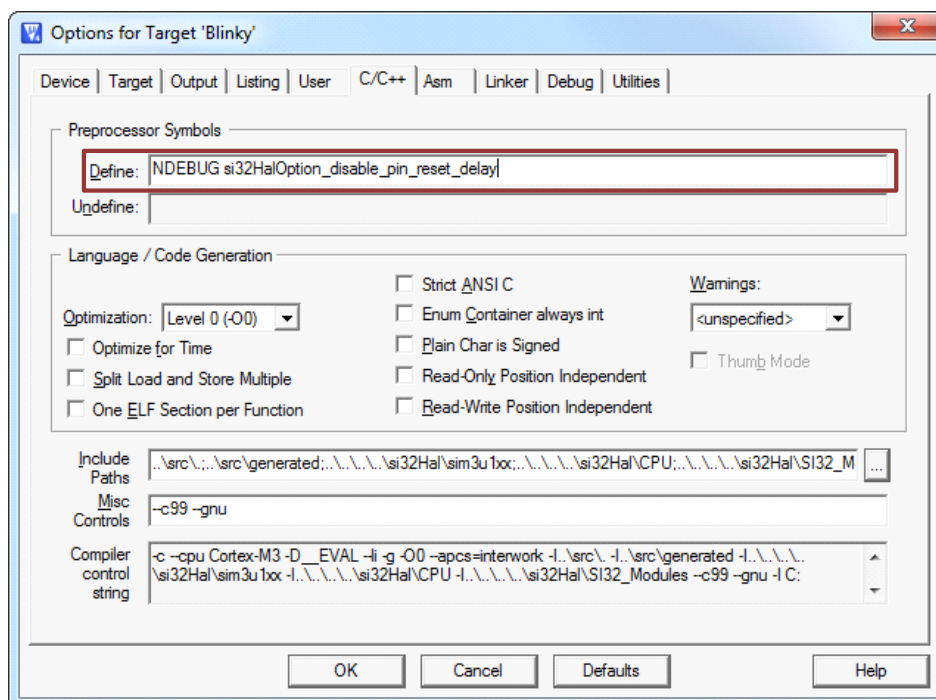 Options for Target 'Blinky'
Device Target Output Listing User C/C++ Asm Linker Debug Utilities
Preprocessor Symbols
Define: NDEBUG si32HalOption_disable_pin_reset_delay
Undefine:
Language / Code Generation
Strict ANSI C Warnings:
Optimization: Level 0 (-O0) Enum Container always int <unspecified>
Optimize for Time Plain Char is Signed Thumb Mode
Split Load and Store Multiple Read-Only Position Independent
One ELF Section per Function Read-Write Position Independent
Include Paths ..\src\.;..\src\generated;..\..\..\..\si32Hal\sim3u1xx;..\..\..\..\si32Hal\CPU;..\..\..\..\si32Hal\SI32_M ...
Misc Controls --c99 --gnu
Compiler control string -c --cpu Cortex-M3 -D__EVAL --li -g -O0 --apcs=interwork -I..\src\. -I..\src\generated -I..\..\..\..
\si32Hal\sim3u1xx -I..\..\..\..\si32Hal\CPU -I..\..\..\..\si32Hal\SI32_Modules --c99 --gnu -I C:
OK Cancel Defaults Help